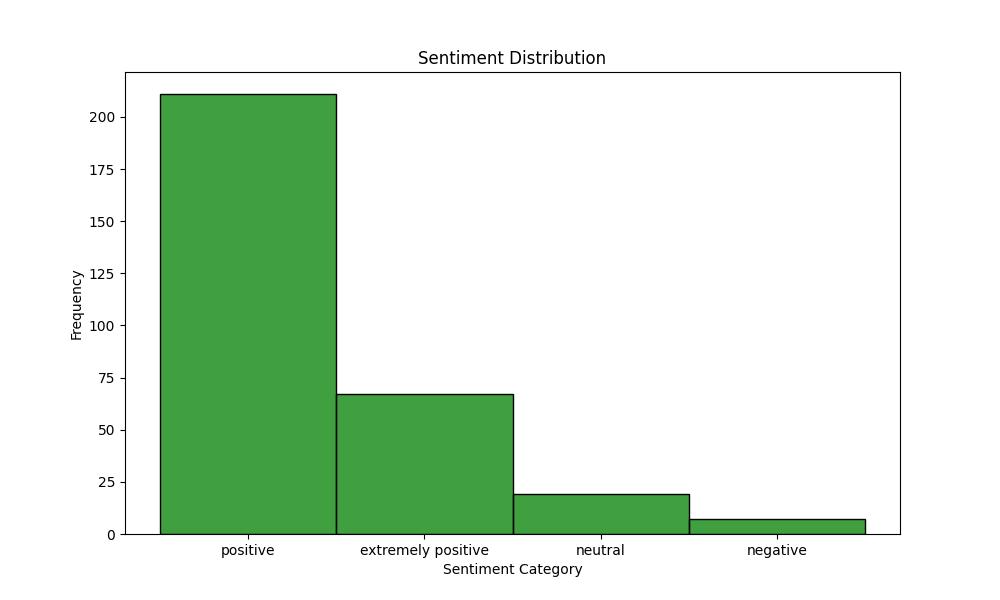 Sentiment Distribution
200
175
150
125
100
75
50
25
0
Frequency
positive extremely positive neutral negative
Sentiment Category